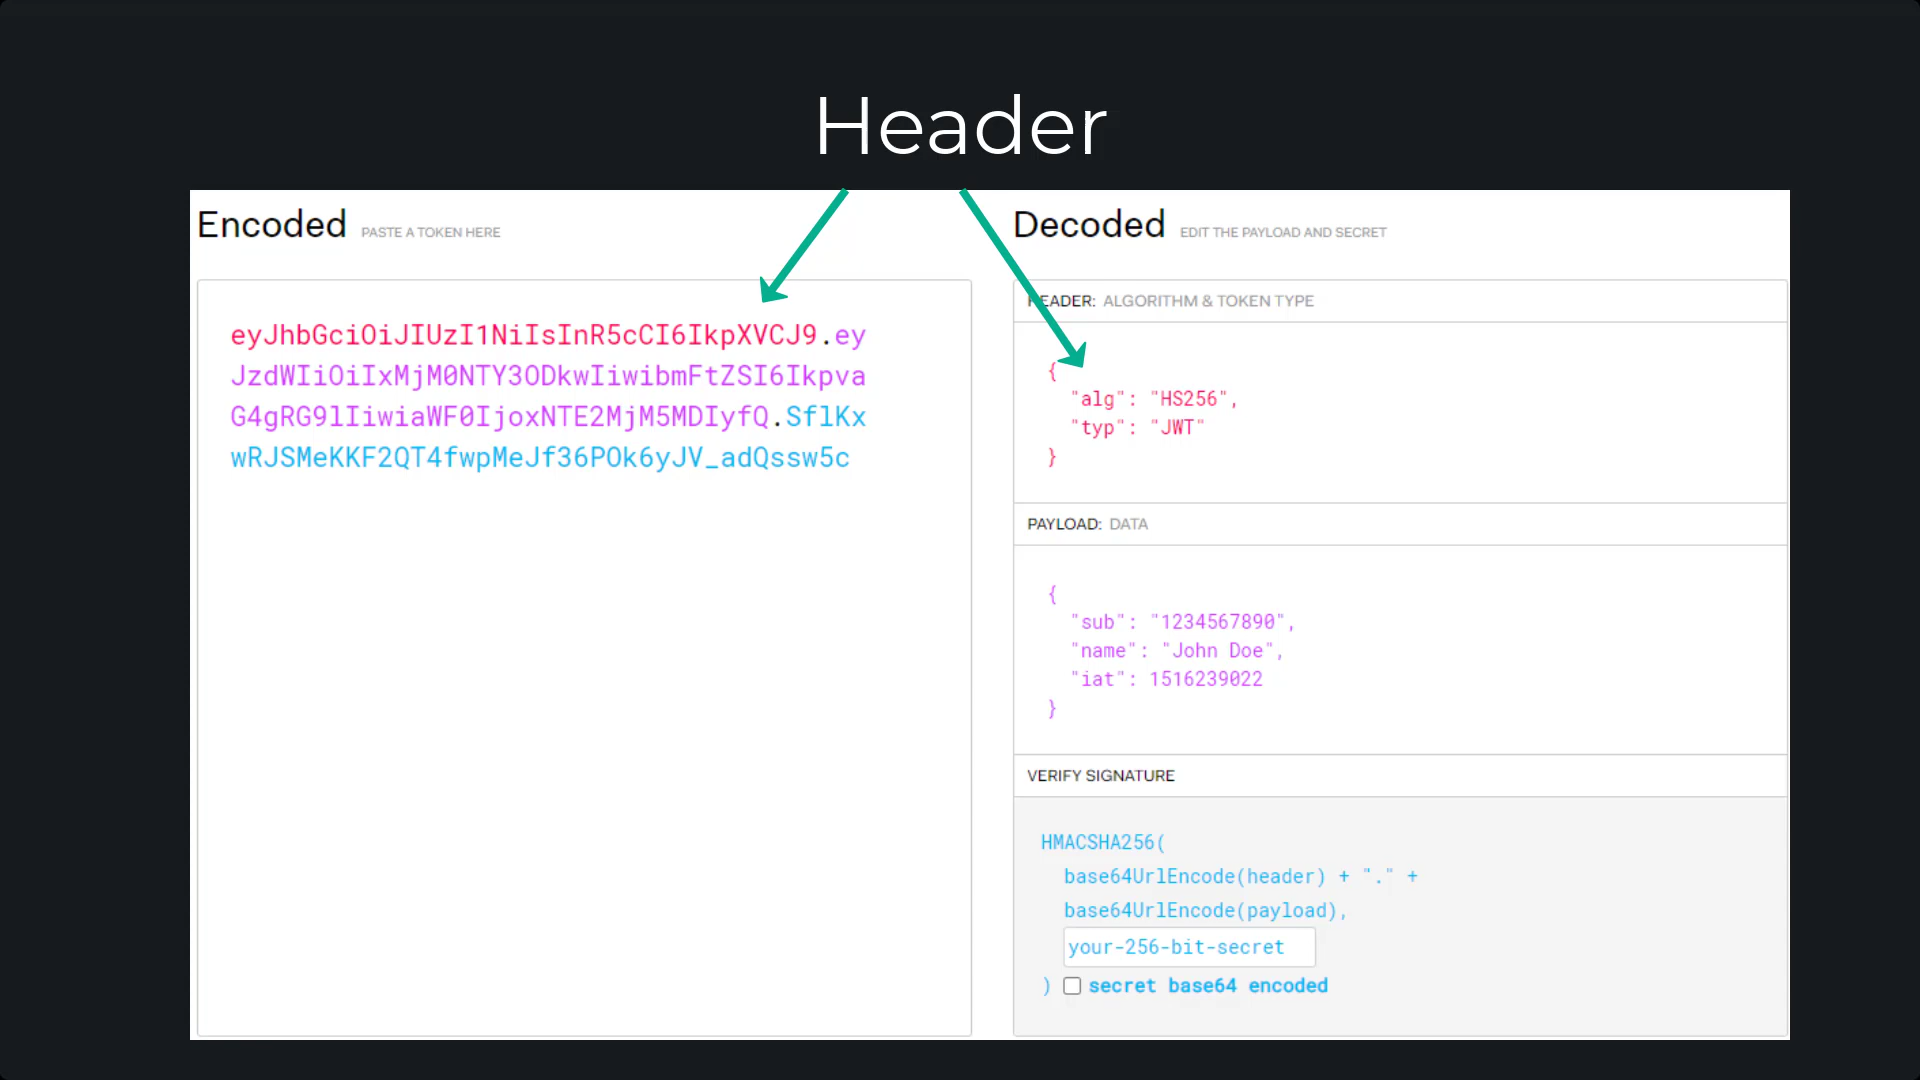 Header
Encoded PASTE A TOKEN HERE
eyJhbGciOiJIUzI1NiIsInR5cCI6IkpXVCJ9.ey
JzdWIiOiIxMjM0NTY3ODkwIiwibmFtZSI6Ikpva
G4gRG9lIiwiaWF0IjoxNTE2MjM5MDIyfQ.SflKx
wRJSMeKKF2QT4fwpMeJf36POk6yJV_adQssw5c
Decoded EDIT THE PAYLOAD AND SECRET
HEADER: ALGORITHM & TOKEN TYPE
{
"alg": "HS256",
"typ": "JWT"
}
PAYLOAD: DATA
{
"sub": "1234567890",
"name": "John Doe",
"iat": 1516239022
}
VERIFY SIGNATURE
HMACSHA256(
base64UrlEncode(header) + "." +
base64UrlEncode(payload),
your-256-bit-secret
) secret base64 encoded